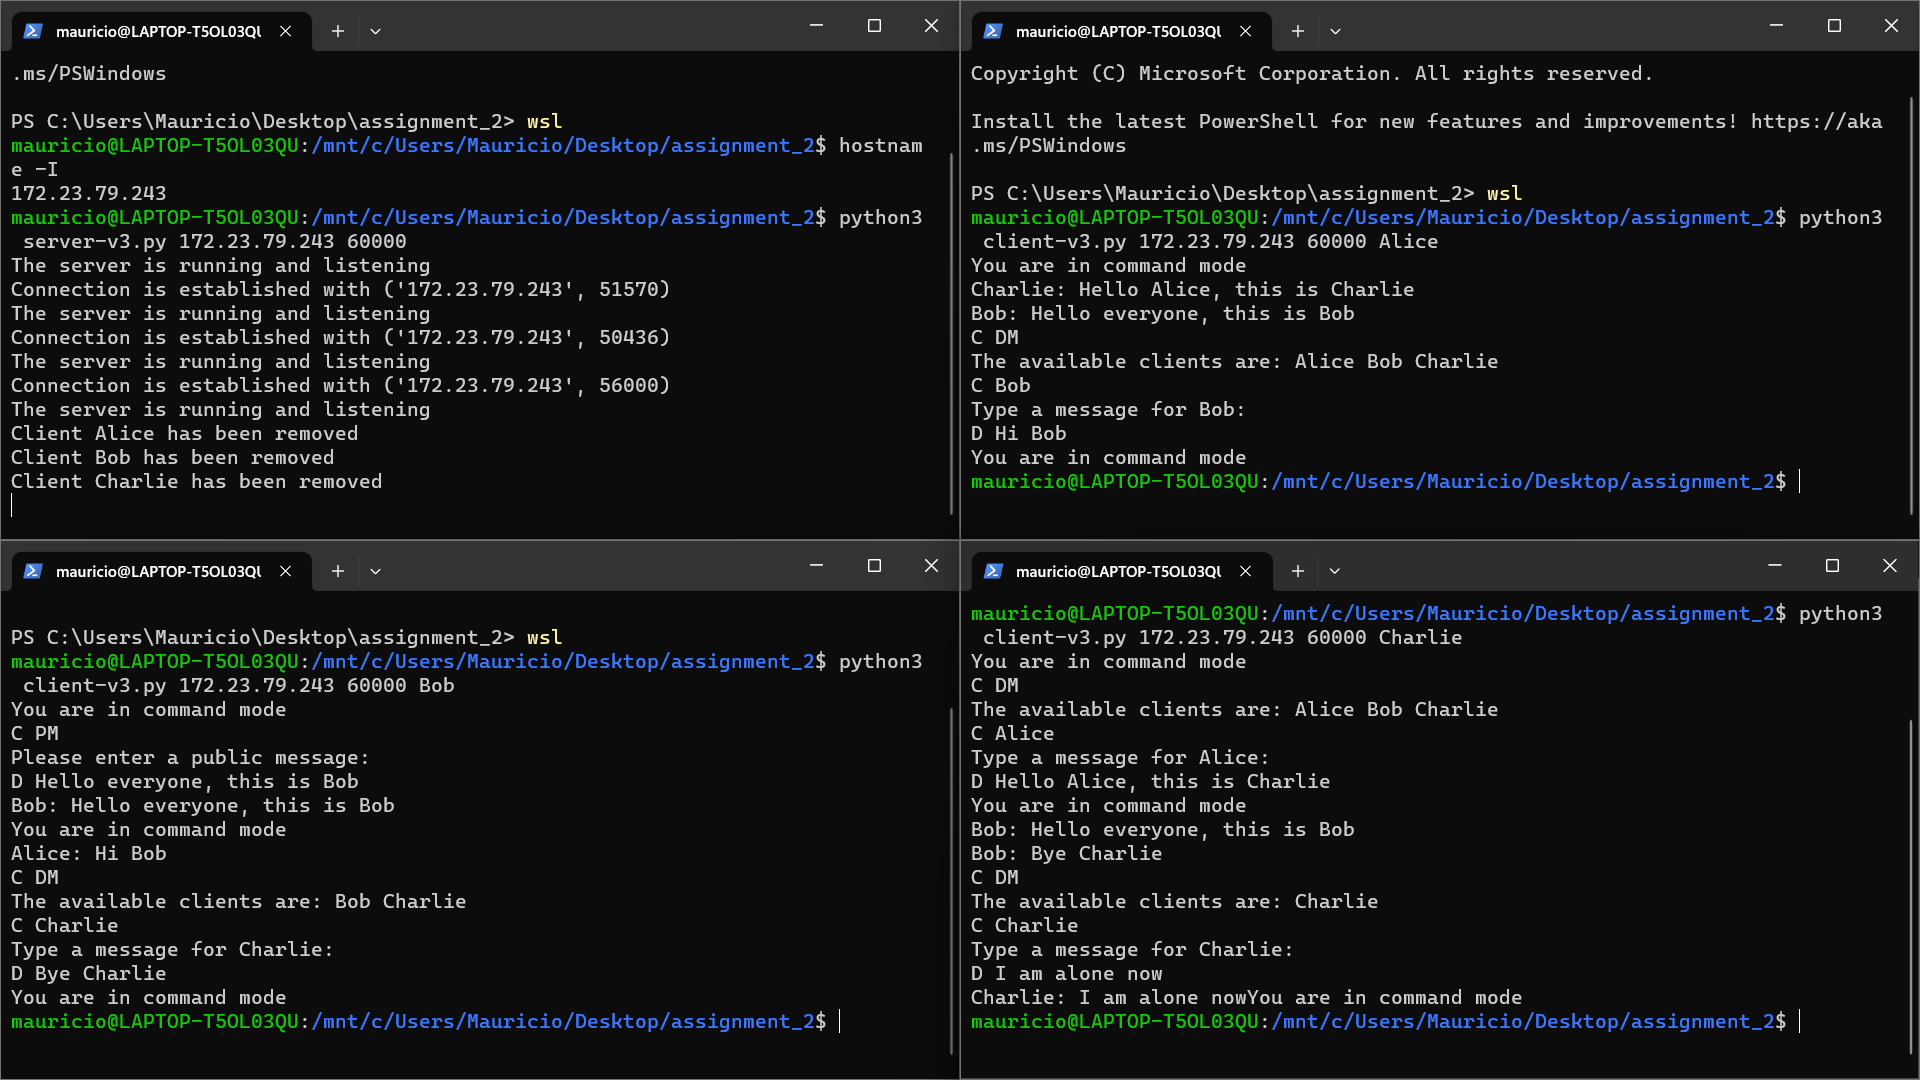 mauricio@LAPTOP-T5OL03QU
.ms/PSWindows
PS C:\Users\Mauricio\Desktop\assignment_2> wsl
mauricio@LAPTOP-T5OL03QU:/mnt/c/Users/Mauricio/Desktop/assignment_2$ hostnam
e -I
172.23.79.243
mauricio@LAPTOP-T5OL03QU:/mnt/c/Users/Mauricio/Desktop/assignment_2$ python3
 server-v3.py 172.23.79.243 60000
The server is running and listening
Connection is established with ('172.23.79.243', 51570)
The server is running and listening
Connection is established with ('172.23.79.243', 50436)
The server is running and listening
Connection is established with ('172.23.79.243', 56000)
The server is running and listening
Client Alice has been removed
Client Bob has been removed
Client Charlie has been removed
mauricio@LAPTOP-T5OL03QU
Copyright (C) Microsoft Corporation. All rights reserved.
Install the latest PowerShell for new features and improvements! https://aka
.ms/PSWindows
PS C:\Users\Mauricio\Desktop\assignment_2> wsl
mauricio@LAPTOP-T5OL03QU:/mnt/c/Users/Mauricio/Desktop/assignment_2$ python3
 client-v3.py 172.23.79.243 60000 Alice
You are in command mode
Charlie: Hello Alice, this is Charlie
Bob: Hello everyone, this is Bob
C DM
The available clients are: Alice Bob Charlie
C Bob
Type a message for Bob:
D Hi Bob
You are in command mode
mauricio@LAPTOP-T5OL03QU:/mnt/c/Users/Mauricio/Desktop/assignment_2$
mauricio@LAPTOP-T5OL03QU
PS C:\Users\Mauricio\Desktop\assignment_2> wsl
mauricio@LAPTOP-T5OL03QU:/mnt/c/Users/Mauricio/Desktop/assignment_2$ python3
 client-v3.py 172.23.79.243 60000 Bob
You are in command mode
C PM
Please enter a public message:
D Hello everyone, this is Bob
Bob: Hello everyone, this is Bob
You are in command mode
Alice: Hi Bob
C DM
The available clients are: Bob Charlie
C Charlie
Type a message for Charlie:
D Bye Charlie
You are in command mode
mauricio@LAPTOP-T5OL03QU:/mnt/c/Users/Mauricio/Desktop/assignment_2$
mauricio@LAPTOP-T5OL03QU
mauricio@LAPTOP-T5OL03QU:/mnt/c/Users/Mauricio/Desktop/assignment_2$ python3
 client-v3.py 172.23.79.243 60000 Charlie
You are in command mode
C DM
The available clients are: Alice Bob Charlie
C Alice
Type a message for Alice:
D Hello Alice, this is Charlie
You are in command mode
Bob: Hello everyone, this is Bob
Bob: Bye Charlie
C DM
The available clients are: Charlie
C Charlie
Type a message for Charlie:
D I am alone now
Charlie: I am alone nowYou are in command mode
mauricio@LAPTOP-T5OL03QU:/mnt/c/Users/Mauricio/Desktop/assignment_2$